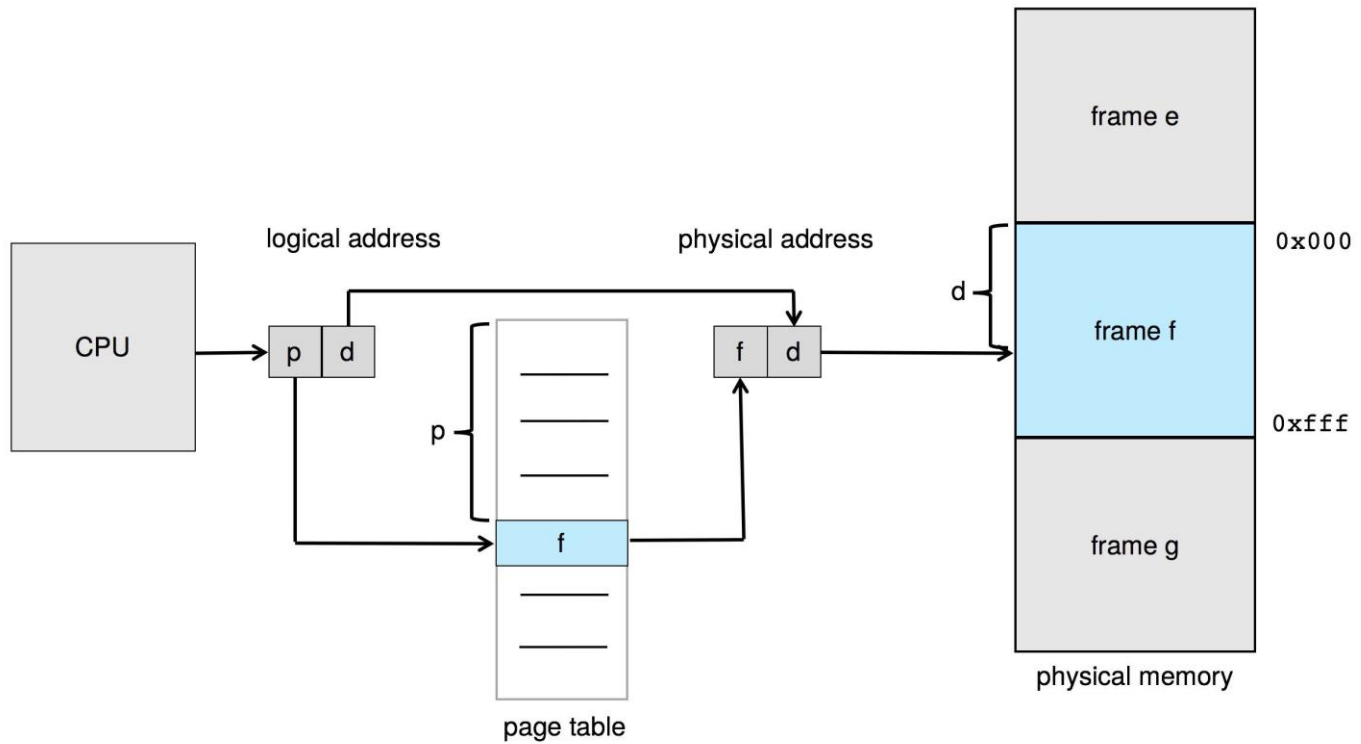 frame e
logical address
physical address
0x000
d
CPU
p d
f d
frame f
p
0xfff
f
frame g
physical memory
page table